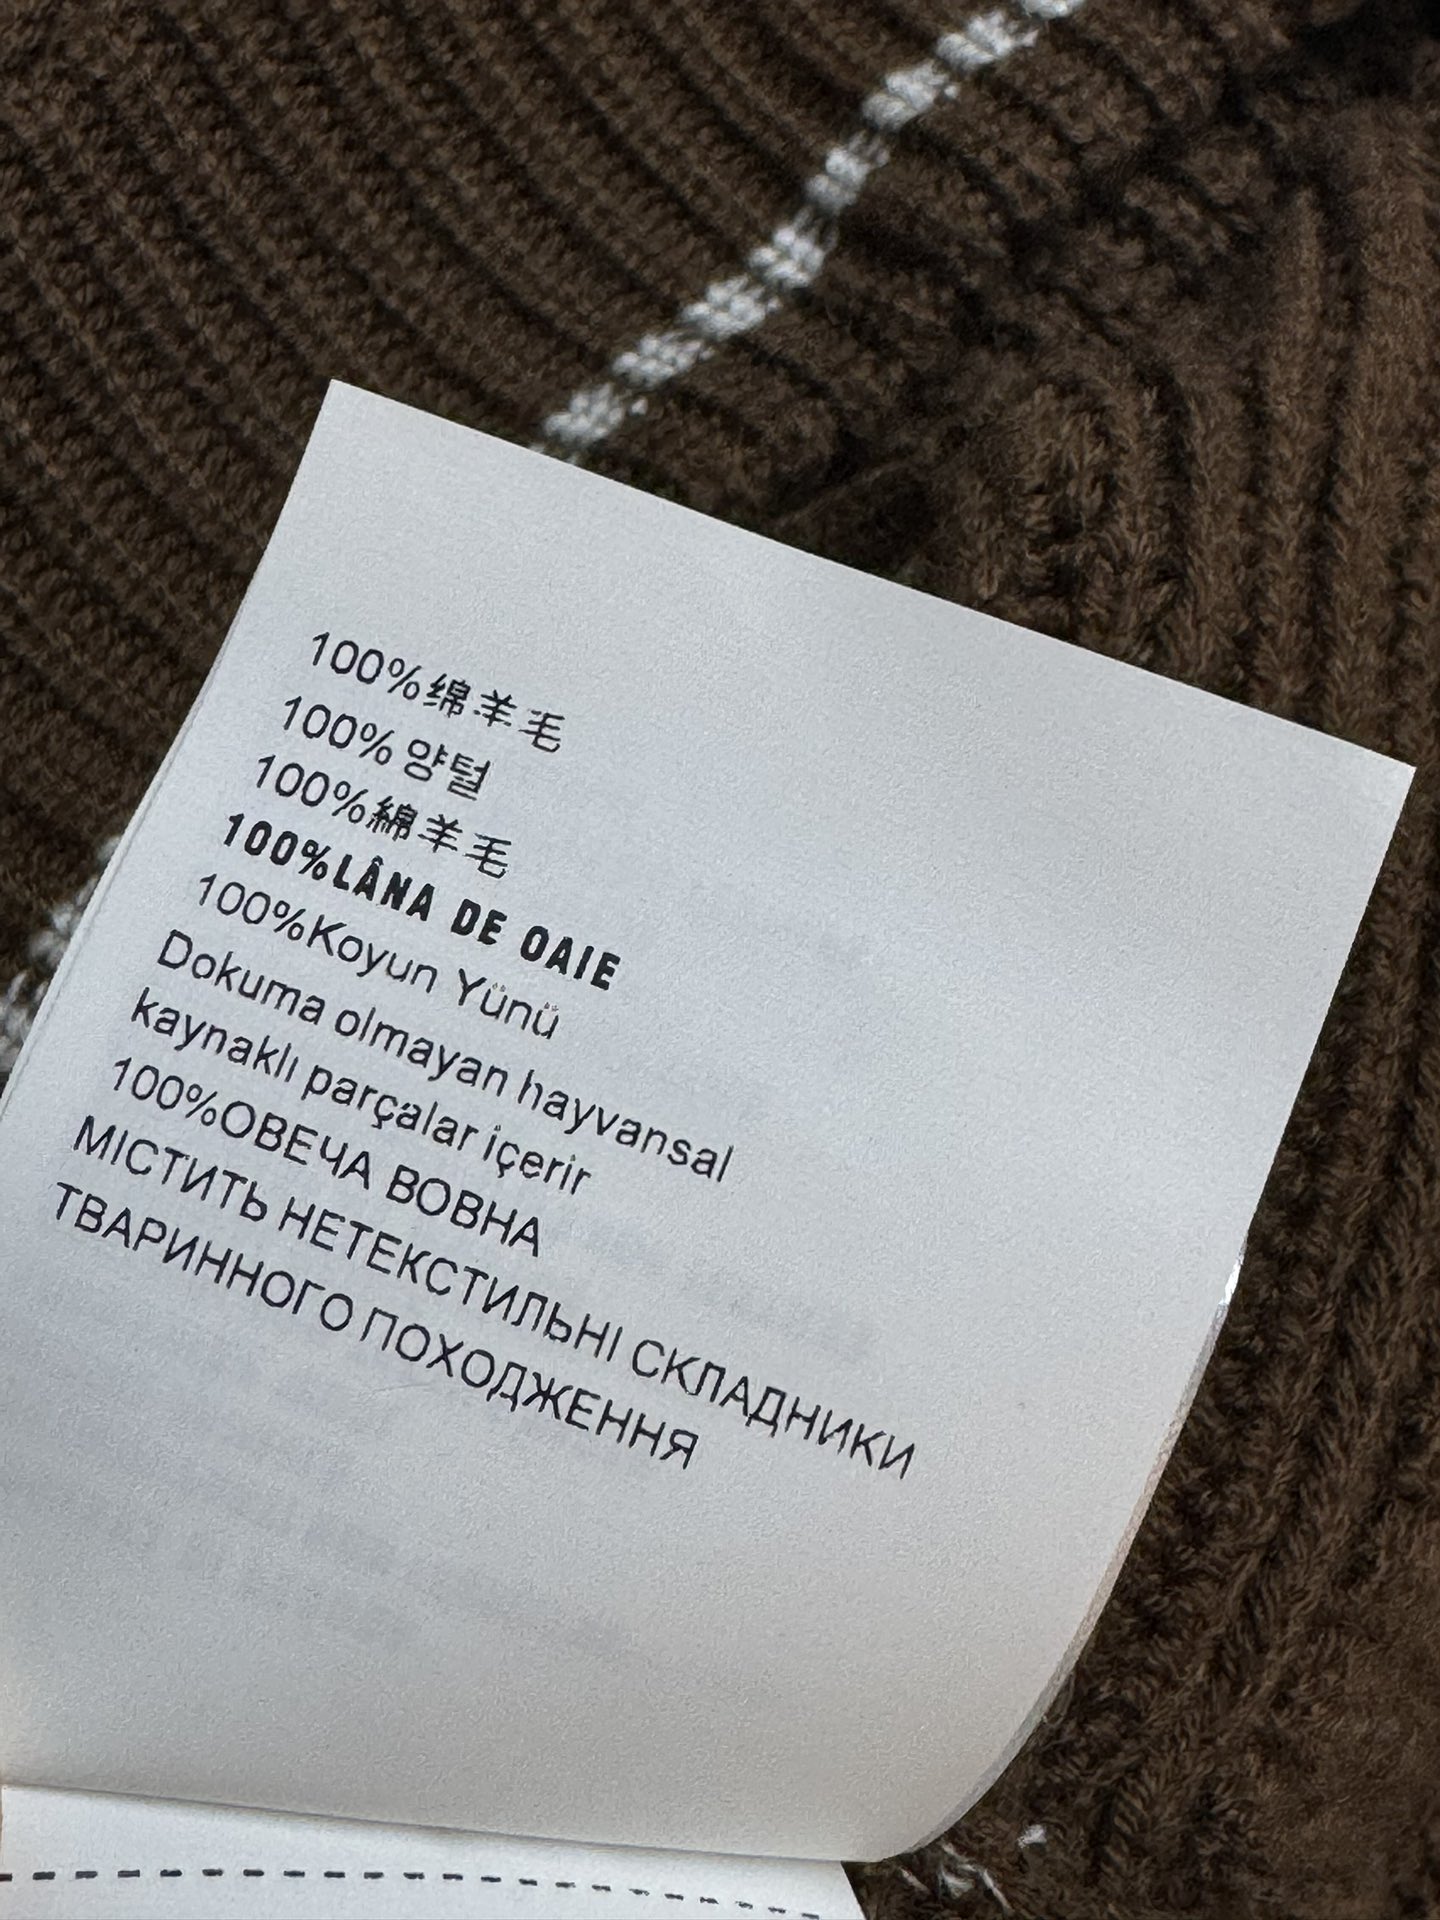 100%绵羊毛
100% 양털
100%綿羊毛
100%LÂNA DE OAIE
100%Koyun Yünü
Dokuma olmayan hayvansal
kaynaklı parçalar içerir
100%ОВЕЧА ВОВНА
МІСТИТЬ НЕТЕКСТИЛЬНІ СКЛАДНИКИ
ТВАРИННОГО ПОХОДЖЕННЯ